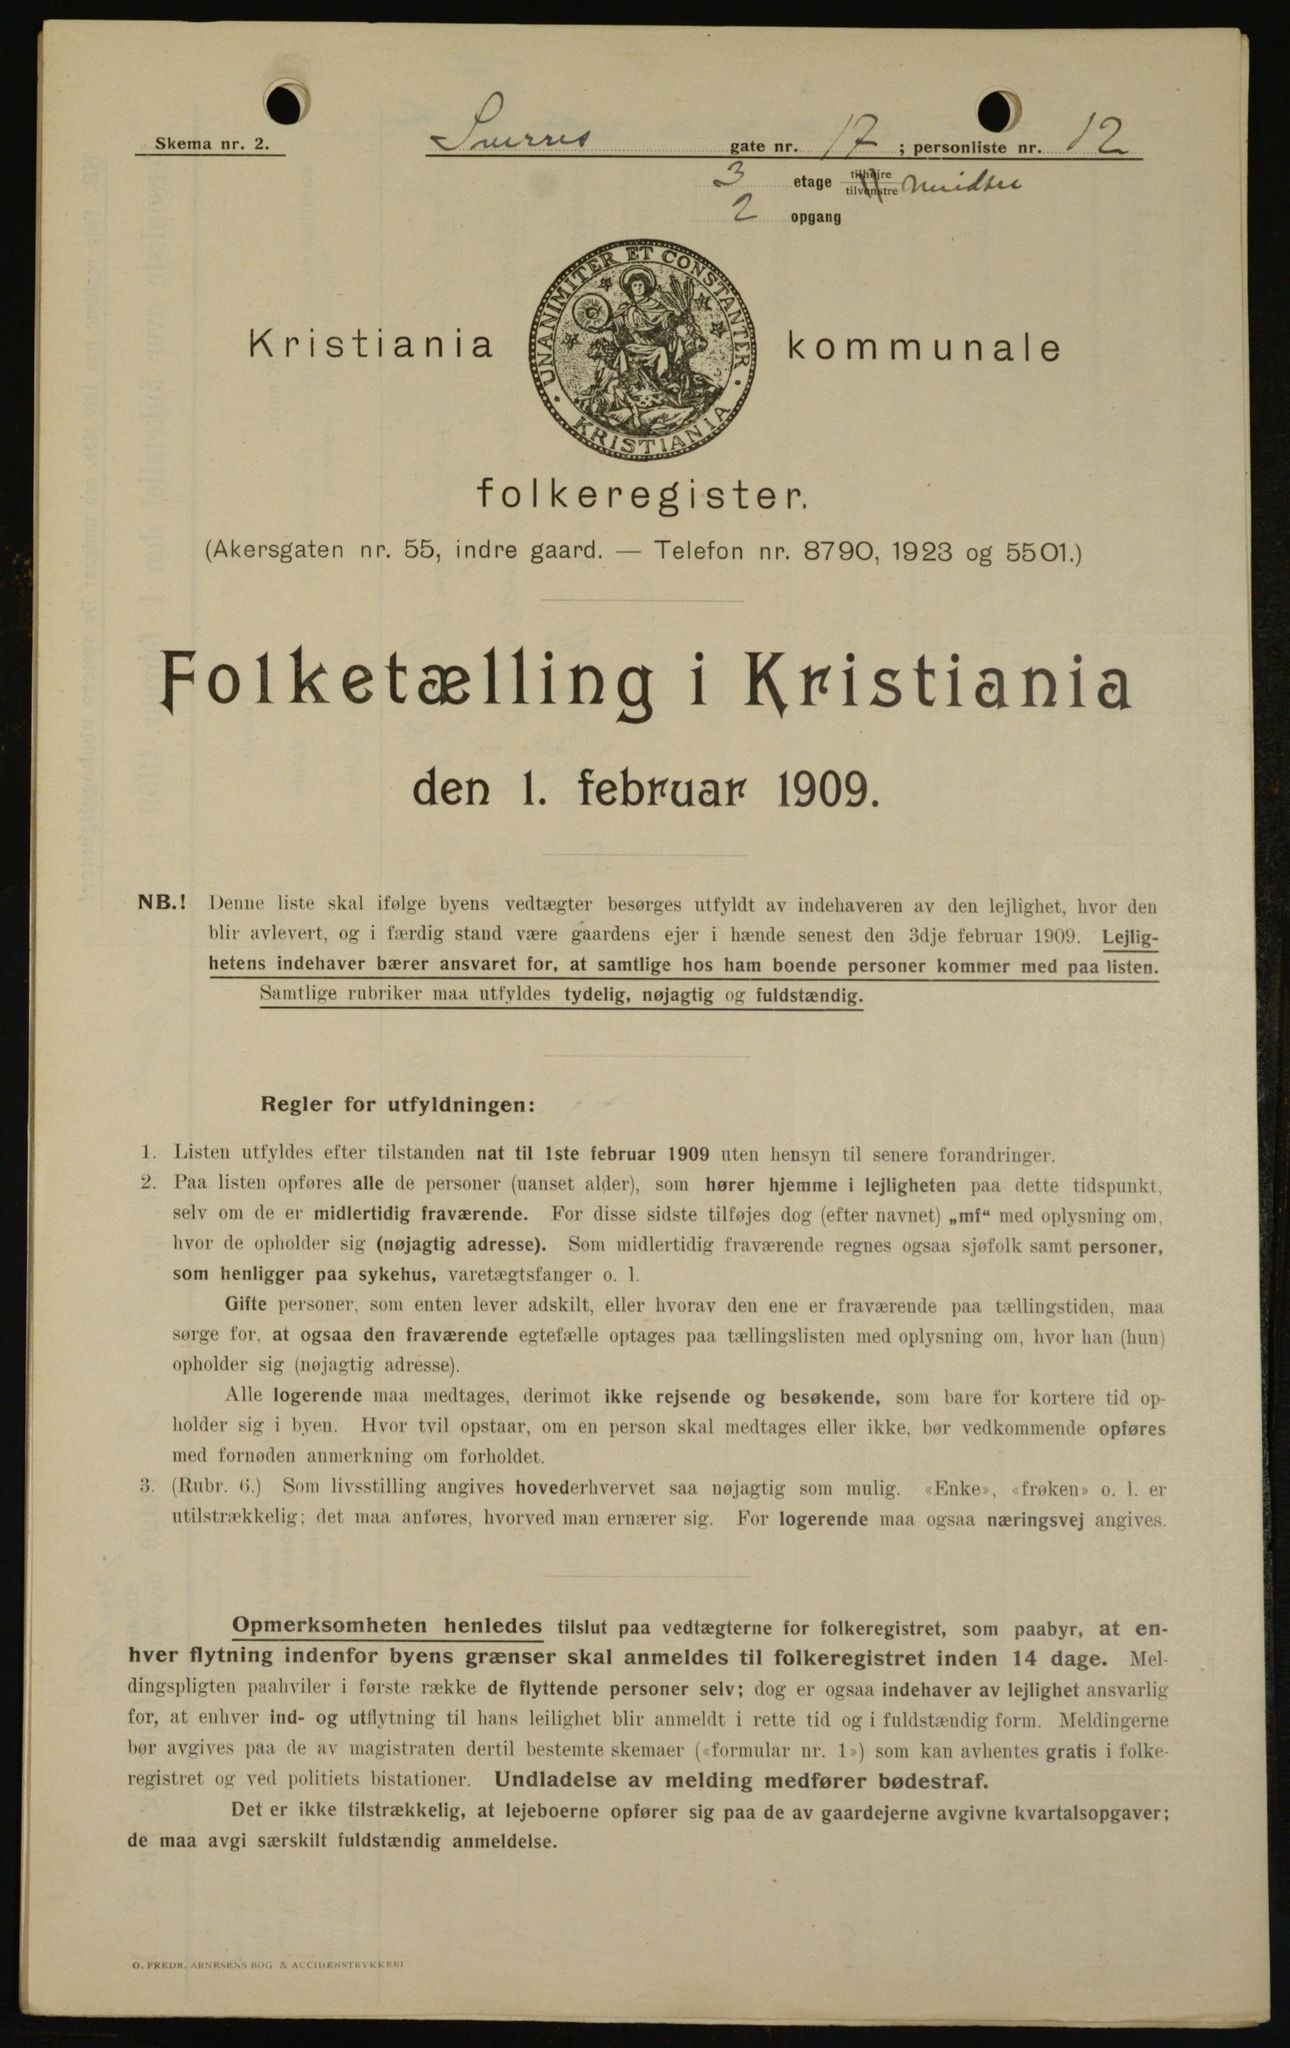 Skema nr. 2.
Sverres gate nr. 17 ; personliste nr. 12
3 etage tilhøjre midtre
tilvenstre
2 opgang
UNANIMITER ET CONSTANTER · KRISTIANIA ·
Kristiania kommunale
folkeregister.
(Akersgaten nr. 55, indre gaard. — Telefon nr. 8790, 1923 og 5501.)
Folketælling i Kristiania
den 1. februar 1909.
NB.! Denne liste skal ifølge byens vedtægter besørges utfyldt av indehaveren av den lejlighet, hvor den
blir avlevert, og i færdig stand være gaardens ejer i hænde senest den 3dje februar 1909. Lejlig-
hetens indehaver bærer ansvaret for, at samtlige hos ham boende personer kommer med paa listen.
Samtlige rubriker maa utfyldes tydelig, nøjagtig og fuldstændig.
Regler for utfyldningen:
1. Listen utfyldes efter tilstanden nat til 1ste februar 1909 uten hensyn til senere forandringer.
2. Paa listen opføres alle de personer (uanset alder), som hører hjemme i lejligheten paa dette tidspunkt,
selv om de er midlertidig fraværende. For disse sidste tilføjes dog (efter navnet) „mf“ med oplysning om,
hvor de opholder sig (nøjagtig adresse). Som midlertidig fraværende regnes ogsaa sjøfolk samt personer,
som henligger paa sykehus, varetægtsfanger o. l.
Gifte personer, som enten lever adskilt, eller hvorav den ene er fraværende paa tællingstiden, maa
sørge for, at ogsaa den fraværende egtefælle optages paa tællingslisten med oplysning om, hvor han (hun)
opholder sig (nøjagtig adresse).
Alle logerende maa medtages, derimot ikke rejsende og besøkende, som bare for kortere tid op-
holder sig i byen. Hvor tvil opstaar, om en person skal medtages eller ikke, bør vedkommende opføres
med fornøden anmerkning om forholdet.
3. (Rubr. 6.) Som livsstilling angives hovederhvervet saa nøjagtig som mulig. «Enke», «frøken» o. l. er
utilstrækkelig; det maa anføres, hvorved man ernærer sig. For logerende maa ogsaa næringsvej angives.
Opmerksomheten henledes tilslut paa vedtægterne for folkeregistret, som paabyr, at en-
hver flytning indenfor byens grænser skal anmeldes til folkeregistret inden 14 dage. Mel-
dingspligten paahviler i første række de flyttende personer selv; dog er ogsaa indehaver av lejlighet ansvarlig
for, at enhver ind- og utflytning til hans leilighet blir anmeldt i rette tid og i fuldstændig form. Meldingerne
bør avgives paa de av magistraten dertil bestemte skemaer («formular nr. 1») som kan avhentes gratis i folke-
registret og ved politiets bistationer. Undladelse av melding medfører bødestraf.
Det er ikke tilstrækkelig, at lejeboerne opfører sig paa de av gaardejerne avgivne kvartalsopgaver;
de maa avgi særskilt fuldstændig anmeldelse.
O. FREDR. ARNESENS BOG & ACCIDENSTRYKKERI